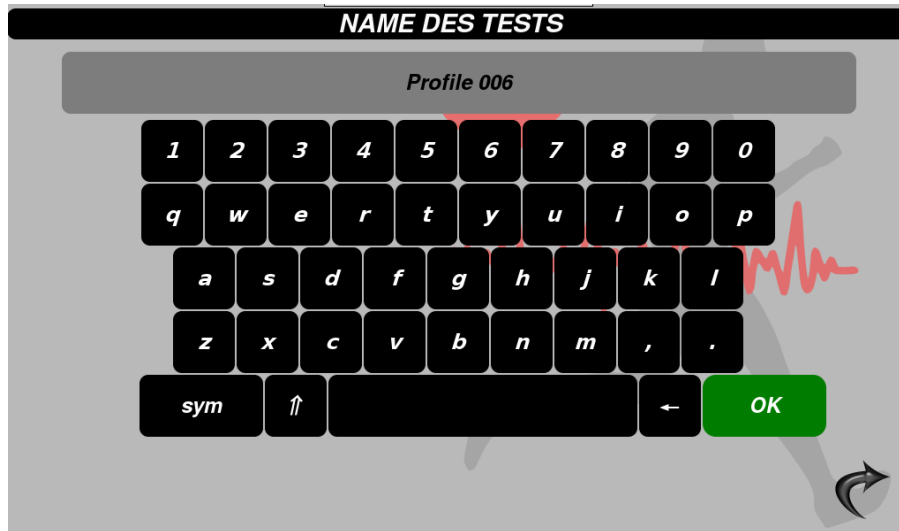 NAME DES TESTS
Profile 006
1 2 3 4 5 6 7 8 9 0
q w e r t y u i o p
a s d f g h j k l
z x c v b n m , .
sym ⇑ ← OK